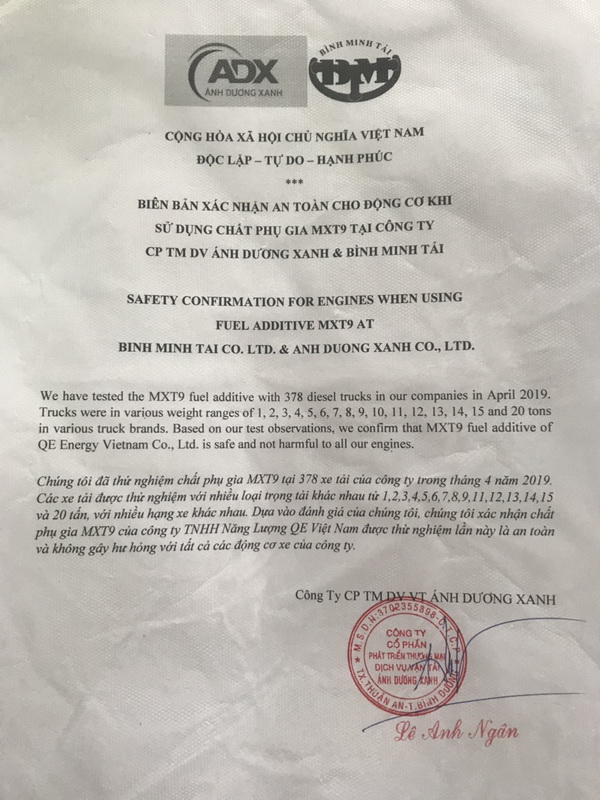 ADX
ÁNH DƯƠNG XANH
BÌNH MINH TẢI
BMT
CỘNG HÒA XÃ HỘI CHỦ NGHĨA VIỆT NAM
ĐỘC LẬP – TỰ DO – HẠNH PHÚC
***
BIÊN BẢN XÁC NHẬN AN TOÀN CHO ĐỘNG CƠ KHI
SỬ DỤNG CHẤT PHỤ GIA MXT9 TẠI CÔNG TY
CP TM DV ÁNH DƯƠNG XANH & BÌNH MINH TẢI
SAFETY CONFIRMATION FOR ENGINES WHEN USING
FUEL ADDITIVE MXT9 AT
BINH MINH TAI CO. LTD. & ANH DUONG XANH CO., LTD.
We have tested the MXT9 fuel additive with 378 diesel trucks in our companies in April 2019.
Trucks were in various weight ranges of 1, 2, 3, 4, 5, 6, 7, 8, 9, 10, 11, 12, 13, 14, 15 and 20 tons
in various truck brands. Based on our test observations, we confirm that MXT9 fuel additive of
QE Energy Vietnam Co., Ltd. is safe and not harmful to all our engines.
Chúng tôi đã thử nghiệm chất phụ gia MXT9 tại 378 xe tải của công ty trong tháng 4 năm 2019.
Các xe tải được thử nghiệm với nhiều loại trọng tải khác nhau từ 1,2,3,4,5,6,7,8,9,11,12,13,14,15
và 20 tấn, với nhiều hạng xe khác nhau. Dựa vào đánh giá của chúng tôi, chúng tôi xác nhận chất
phụ gia MXT9 của công ty TNHH Năng Lượng QE Việt Nam được thử nghiệm lần này là an toàn
và không gây hư hỏng với tất cả các động cơ xe của công ty.
Công Ty CP TM DV VT ÁNH DƯƠNG XANH
M.S.D.N:3702355898-C.T.C.P
CÔNG TY
CỔ PHẦN
PHÁT TRIỂN THƯƠNG MẠI
DỊCH VỤ VẬN TẢI
ÁNH DƯƠNG XANH
TX.THUẬN AN-T.BÌNH DƯƠNG
Lê Anh Ngân